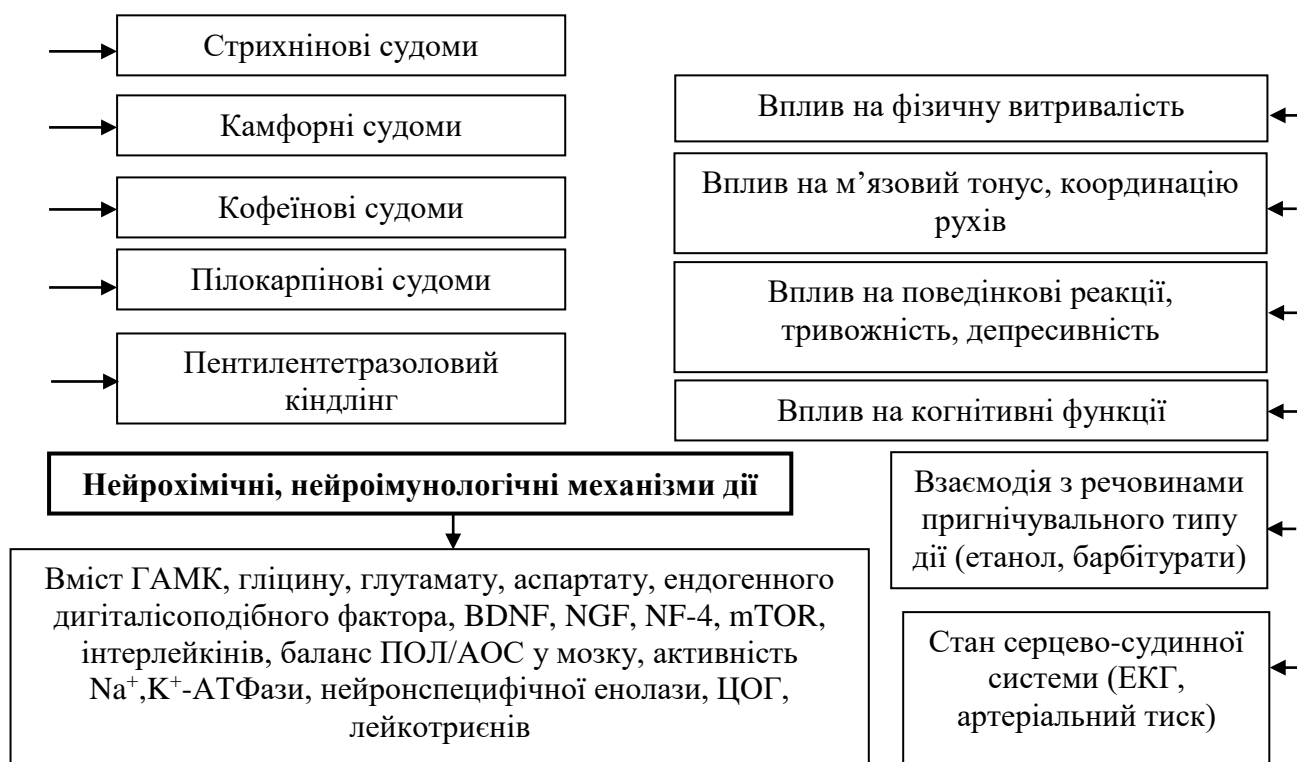 Стрихнінові судоми
Камфорні судоми
Кофеїнові судоми
Пілокарпінові судоми
Пентилентетразоловий
кіндлінг
Вплив на фізичну витривалість
Вплив на м’язовий тонус, координацію
рухів
Вплив на поведінкові реакції,
тривожність, депресивність
Вплив на когнітивні функції
Нейрохімічні, нейроімунологічні механізми дії
Вміст ГАМК, гліцину, глутамату, аспартату, ендогенного
дигіталісоподібного фактора, BDNF, NGF, NF-4, mTOR,
інтерлейкінів, баланс ПОЛ/АОС у мозку, активність
Na⁺,K⁺-АТФази, нейронспецифічної енолази, ЦОГ,
лейкотриєнів
Взаємодія з речовинами
пригнічувального типу
дії (етанол, барбітурати)
Стан серцево-судинної
системи (ЕКГ,
артеріальний тиск)